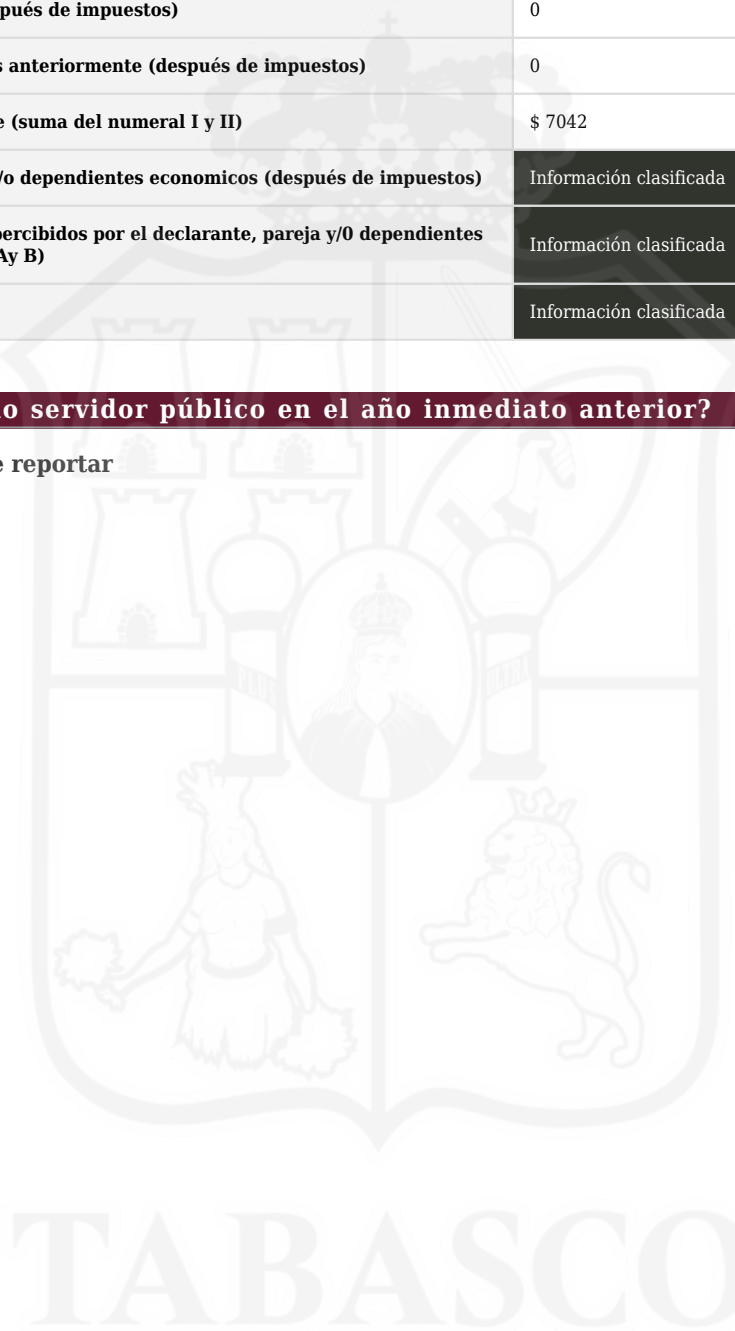 pués de impuestos) 0
s anteriormente (después de impuestos) 0
e (suma del numeral I y II) $ 7042
/o dependientes economicos (después de impuestos) Información clasificada
percibidos por el declarante, pareja y/0 dependientes
Ay B) Información clasificada
Información clasificada
o servidor público en el año inmediato anterior?
e reportar
PLUS ULTRA
TABASCO